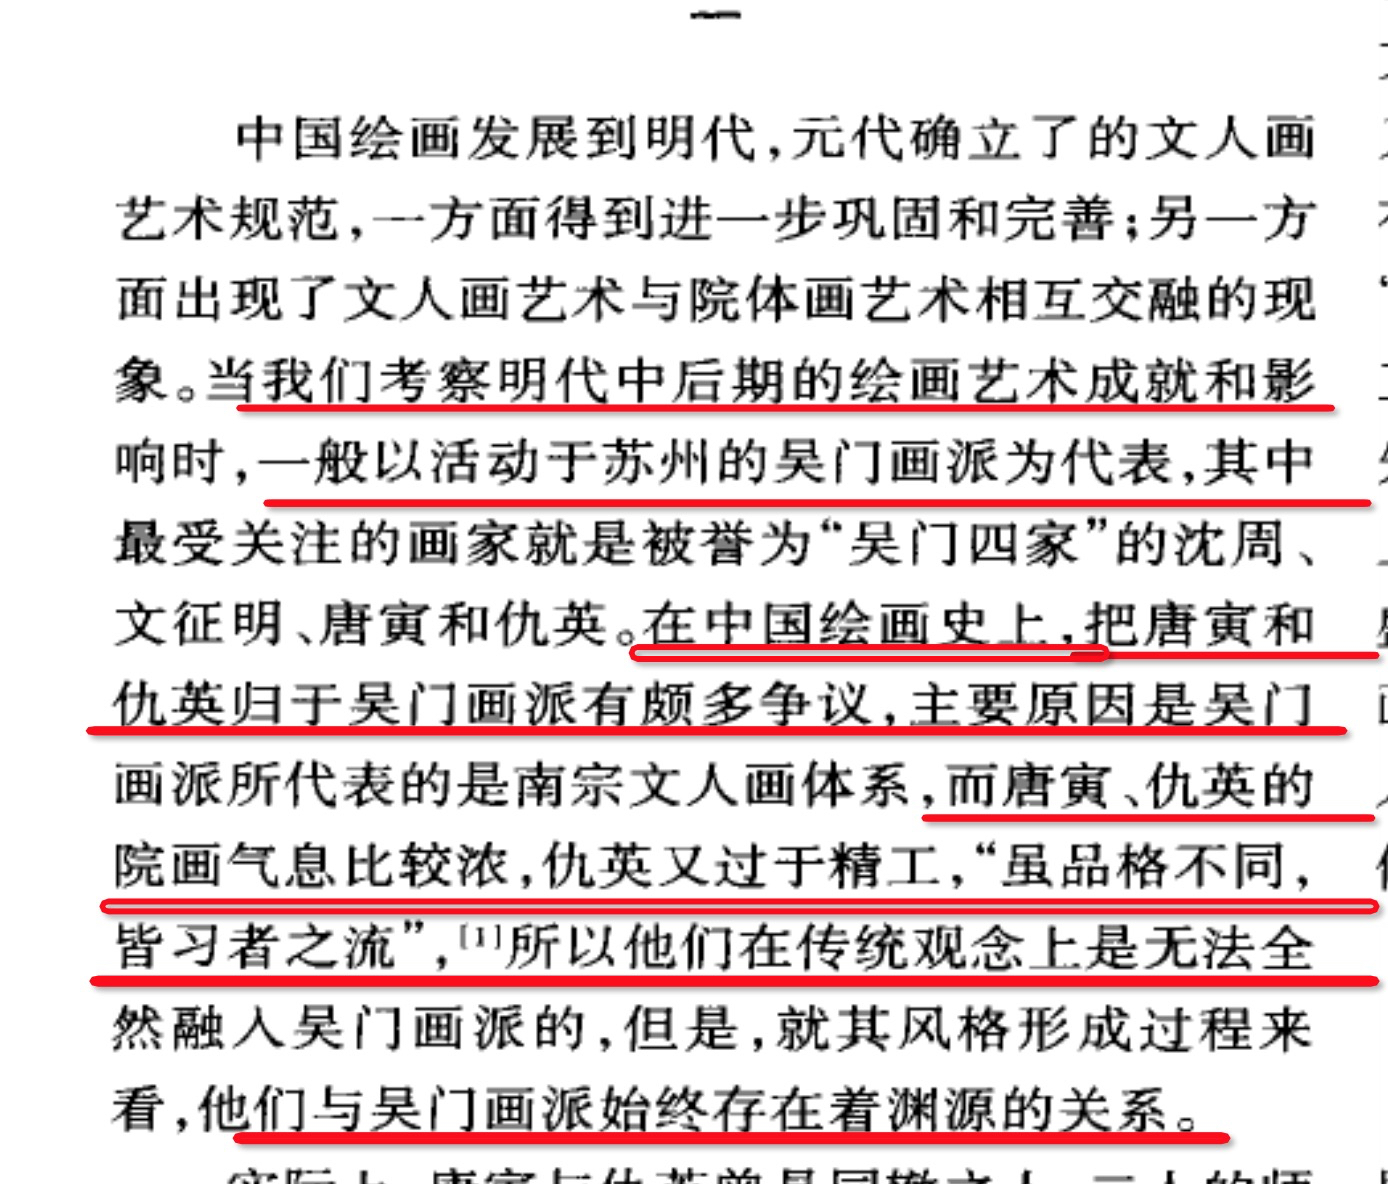 中国绘画发展到明代,元代确立了的文人画
艺术规范,一方面得到进一步巩固和完善;另一方
面出现了文人画艺术与院体画艺术相互交融的现
象。当我们考察明代中后期的绘画艺术成就和影
响时,一般以活动于苏州的吴门画派为代表,其中
最受关注的画家就是被誉为“吴门四家”的沈周、
文征明、唐寅和仇英。在中国绘画史上,把唐寅和
仇英归于吴门画派有颇多争议,主要原因是吴门
画派所代表的是南宗文人画体系,而唐寅、仇英的
院画气息比较浓,仇英又过于精工,“虽品格不同,
皆习者之流”,[1]所以他们在传统观念上是无法全
然融入吴门画派的,但是,就其风格形成过程来
看,他们与吴门画派始终存在着渊源的关系。